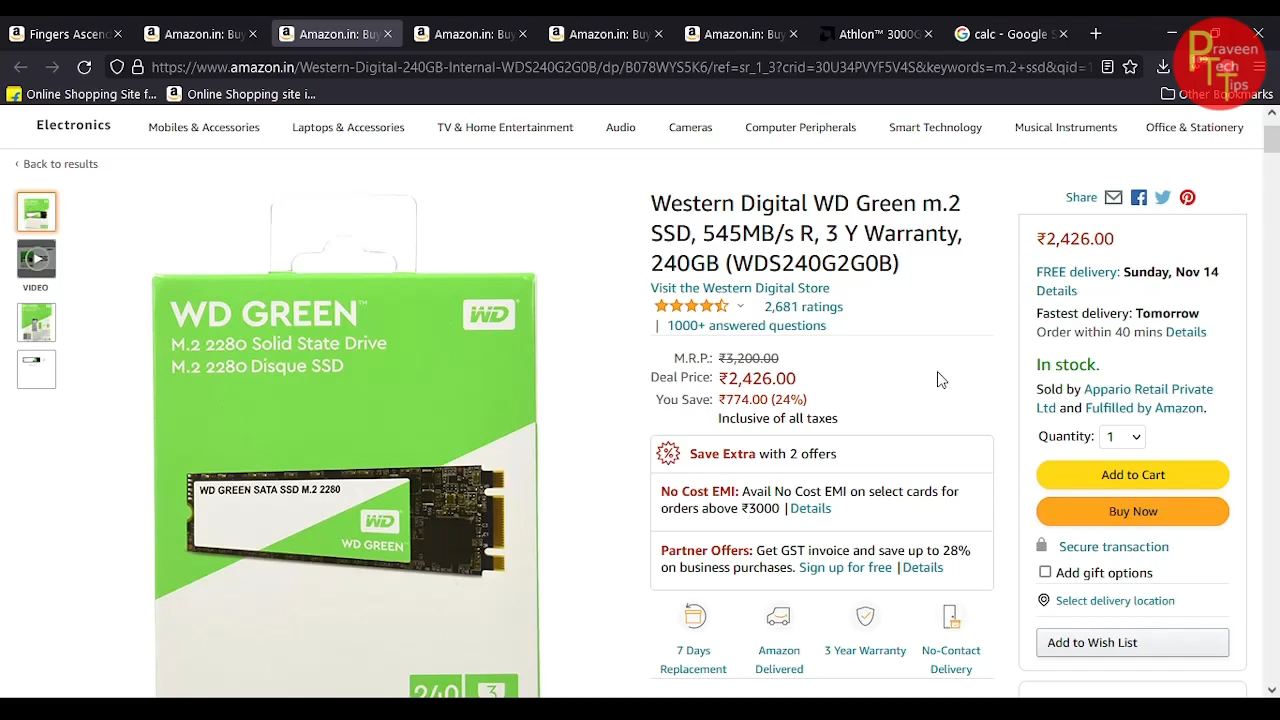 Fingers Ascend
Amazon.in: Buy
Amazon.in: Buy
Amazon.in: Buy
Amazon.in: Buy
Amazon.in: Buy
Athlon™ 3000G
calc - Google S
https://www.amazon.in/Western-Digital-240GB-Internal-WDS240G2G0B/dp/B078WYS5K6/ref=sr_1_3?crid=30U34PVYF5V4S&keywords=m.2+ssd&qid=1
Praveen
Tech
Tips
Online Shopping Site f...
Online Shopping site i...
Other Bookmarks
Electronics
Mobiles & Accessories
Laptops & Accessories
TV & Home Entertainment
Audio
Cameras
Computer Peripherals
Smart Technology
Musical Instruments
Office & Stationery
‹ Back to results
VIDEO
WD GREEN™
WD
M.2 2280 Solid State Drive
M.2 2280 Disque SSD
WD GREEN SATA SSD M.2 2280
WD
WD GREEN
240
3
Western Digital WD Green m.2
SSD, 545MB/s R, 3 Y Warranty,
240GB (WDS240G2G0B)
Visit the Western Digital Store
2,681 ratings
| 1000+ answered questions
M.R.P.: ₹3,200.00
Deal Price: ₹2,426.00
You Save: ₹774.00 (24%)
Inclusive of all taxes
Save Extra with 2 offers
No Cost EMI: Avail No Cost EMI on select cards for
orders above ₹3000 |Details
Partner Offers: Get GST invoice and save up to 28%
on business purchases. Sign up for free |Details
7 Days
Replacement
Amazon
Delivered
3 Year Warranty
No-Contact
Delivery
Share
₹2,426.00
FREE delivery: Sunday, Nov 14
Details
Fastest delivery: Tomorrow
Order within 40 mins Details
In stock.
Sold by Appario Retail Private
Ltd and Fulfilled by Amazon.
Quantity: 1
Add to Cart
Buy Now
Secure transaction
Add gift options
Select delivery location
Add to Wish List